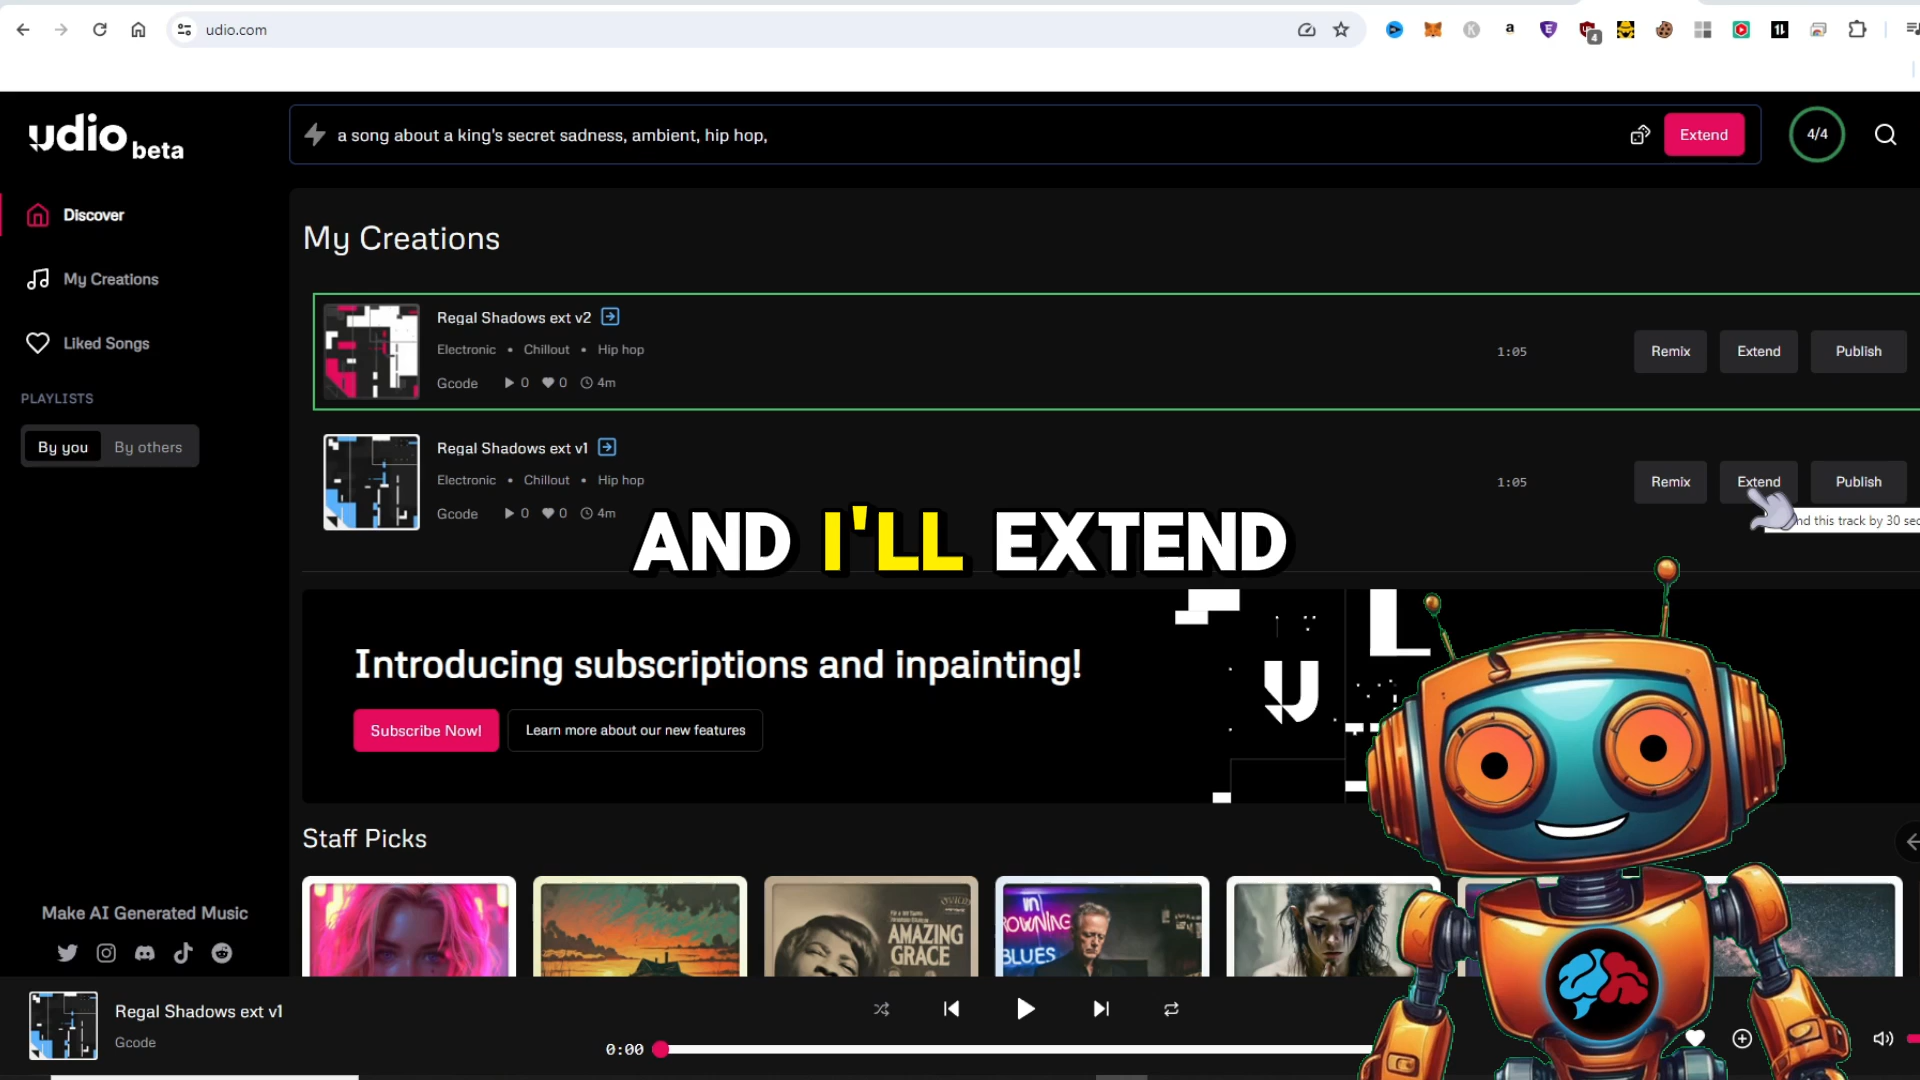 udio.com
4
udio beta
a song about a king's secret sadness, ambient, hip hop,
Extend
4/4
Discover
My Creations
Liked Songs
PLAYLISTS
By you By others
My Creations
Regal Shadows ext v2
Electronic • Chillout • Hip hop
Gcode 0 0 4m
1:05
Remix Extend Publish
Regal Shadows ext v1
Electronic • Chillout • Hip hop
Gcode 0 0 4m
1:05
Remix Extend Publish
nd this track by 30 sec
AND I'LL EXTEND
Introducing subscriptions and inpainting!
Subscribe Now! Learn more about our new features
Staff Picks
AMAZING
GRACE
BLUES
Make AI Generated Music
Regal Shadows ext v1
Gcode
0:00